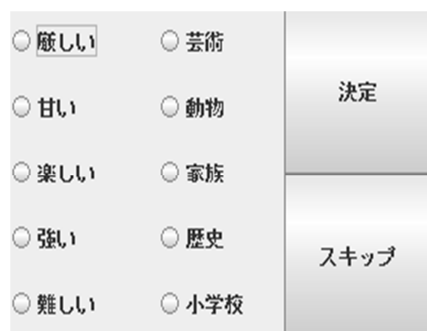 厳しい
甘い
楽しい
強い
難しい
芸術
動物
家族
歴史
小学校
決定
スキップ